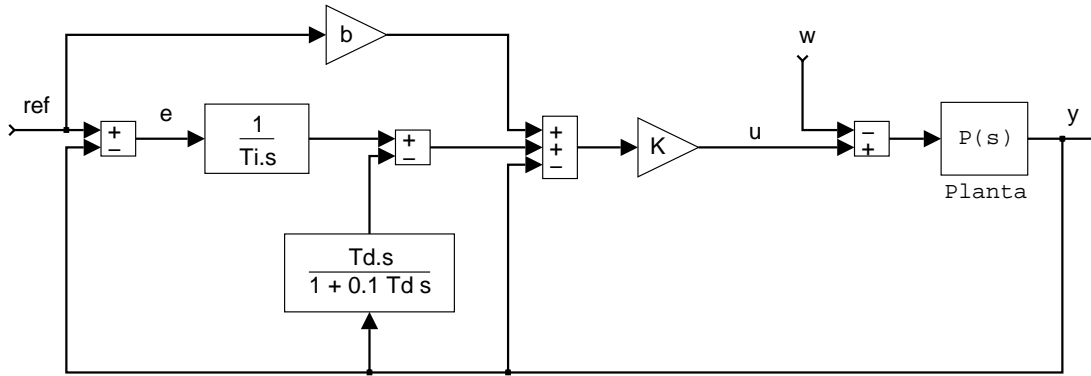 b
w
ref
e
y
+
−
1
Ti.s
+
−
+
+
−
K
u
−
+
P(s)
Planta
Td.s
1 + 0.1 Td s